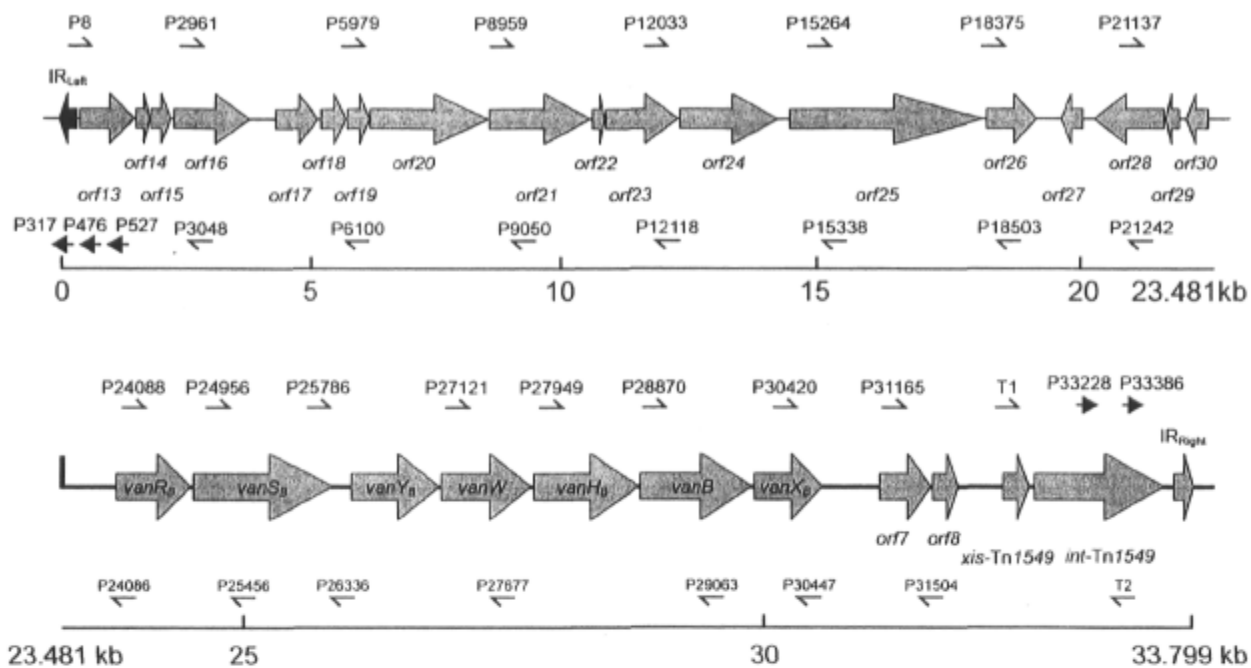 P8 P2961 P5979 P8959 P12033 P15264 P18375 P21137
IR Left
orf14 orf16 orf18 orf20 orf22 orf24 orf26 orf28 orf30
orf13 orf15 orf17 orf19 orf21 orf23 orf25 orf27 orf29
P317 P476 P527 P3048 P6100 P9050 P12118 P15338 P18503 P21242
0 5 10 15 20 23.481kb
P24088 P24956 P25786 P27121 P27949 P28870 P30420 P31165 T1 P33228 P33386
IR Right
vanRB vanSB vanYB vanW vanHB vanB vanXB
orf7 orf8 xis-Tn1549 int-Tn1549
P24086 P25456 P26336 P27677 P29063 P30447 P31504 T2
23.481 kb 25 30 33.799 kb